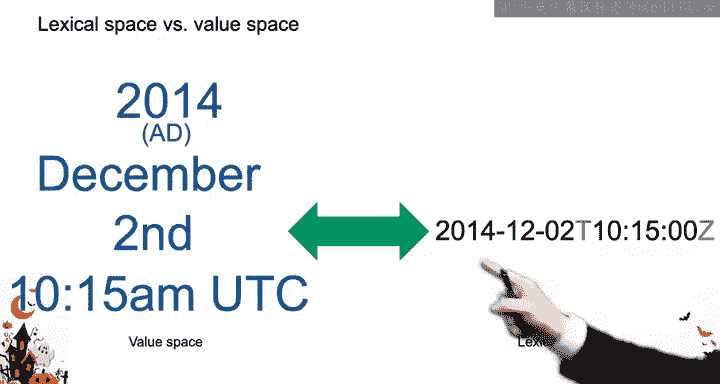 Lexical space vs. value space
2014
(AD)
December
2nd
10:15am UTC
2014-12-02T10:15:00Z
Value space